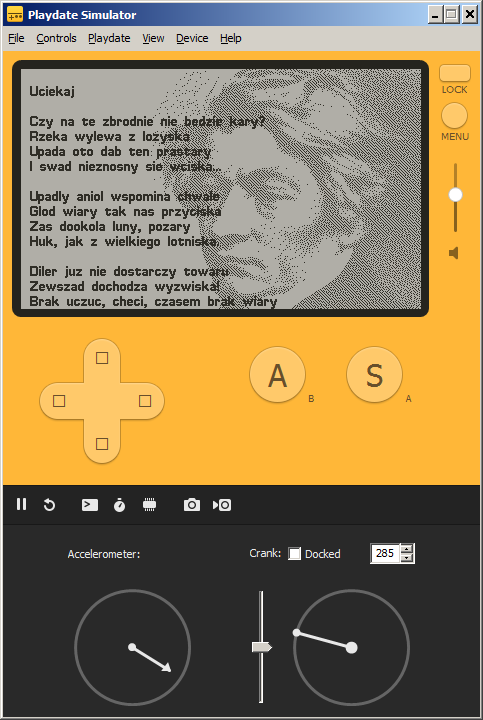 Playdate Simulator
File Controls Playdate View Device Help
Uciekaj
Czy na te zbrodnie nie bedzie kary?
Rzeka wylewa z lozyska
Upada oto dab ten prastary
I swad nieznosny sie wciska...
Upadly aniol wspomina chwale
Glod wiary tak nas przyciska
Zas dookola luny, pozary
Huk, jak z wielkiego lotniska.
Diler juz nie dostarczy towaru
Zewszad dochodza wyzwiska!
Brak uczuc, checi, czasem brak wiary
LOCK
MENU
A
B
S
A
Accelerometer:
Crank:
Docked
285